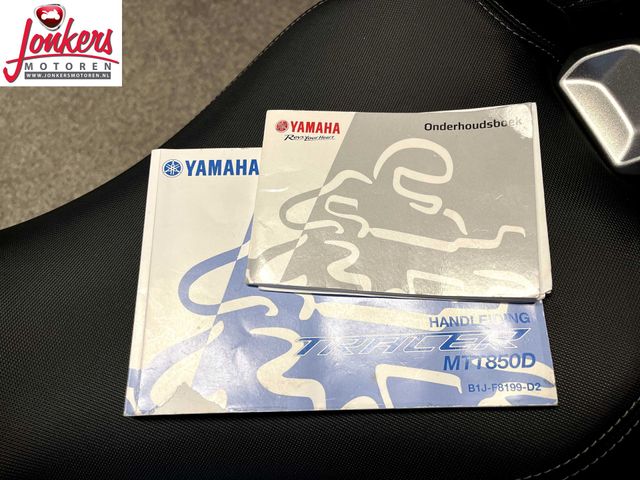 Jonkers
MOTOREN
WWW.JONKERSMOTOREN.NL
YAMAHA
Revs Your Heart
Onderhoudsboek
YAMAHA
HANDLEIDING
TRACER
MTT850D
B1J-F8199-D2